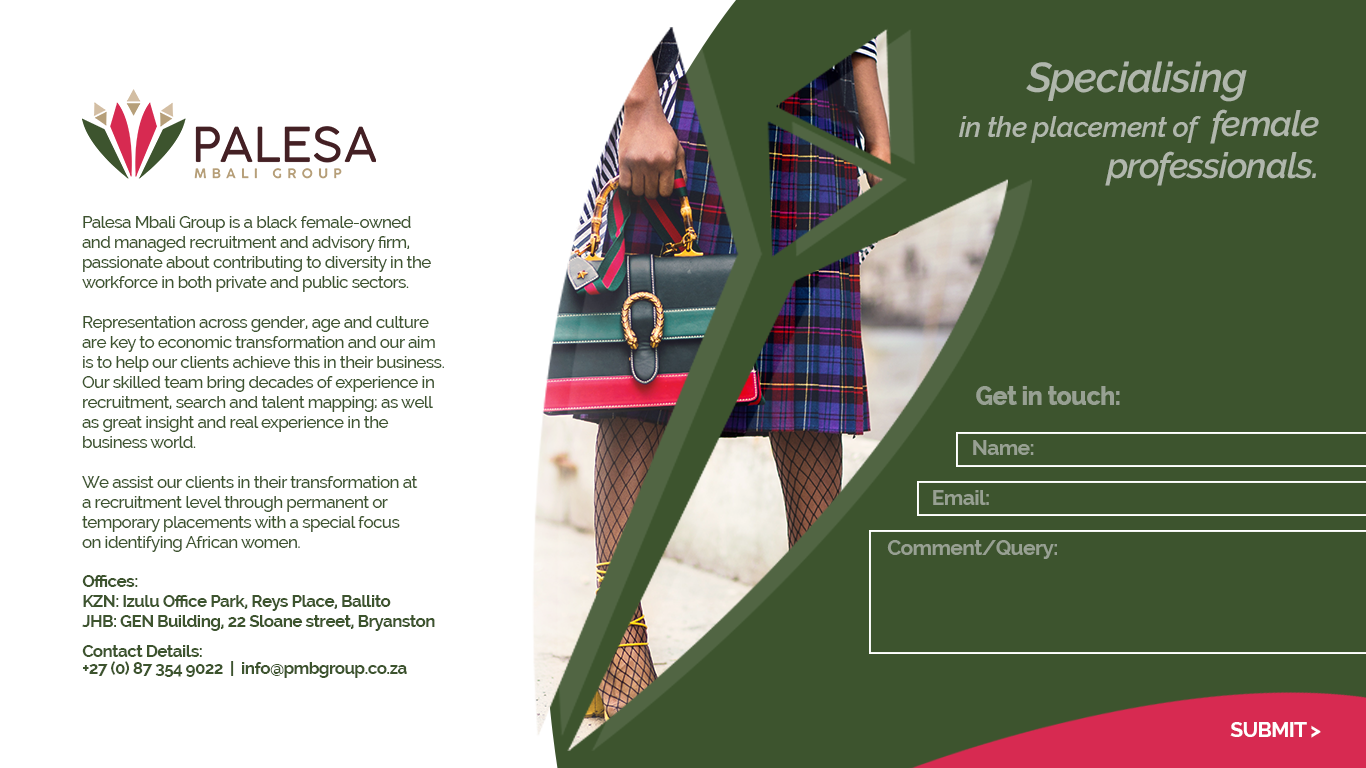 PALESA
MBALI GROUP
Palesa Mbali Group is a black female-owned
and managed recruitment and advisory firm,
passionate about contributing to diversity in the
workforce in both private and public sectors.
Representation across gender, age and culture
are key to economic transformation and our aim
is to help our clients achieve this in their business.
Our skilled team bring decades of experience in
recruitment, search and talent mapping; as well
as great insight and real experience in the
business world.
We assist our clients in their transformation at
a recruitment level through permanent or
temporary placements with a special focus
on identifying African women.
Offices:
KZN: Izulu Office Park, Reys Place, Ballito
JHB: GEN Building, 22 Sloane street, Bryanston
Contact Details:
+27 (0) 87 354 9022 | info@pmbgroup.co.za
Specialising
in the placement of female
professionals.
Get in touch:
Name:
Email:
Comment/Query:
SUBMIT >